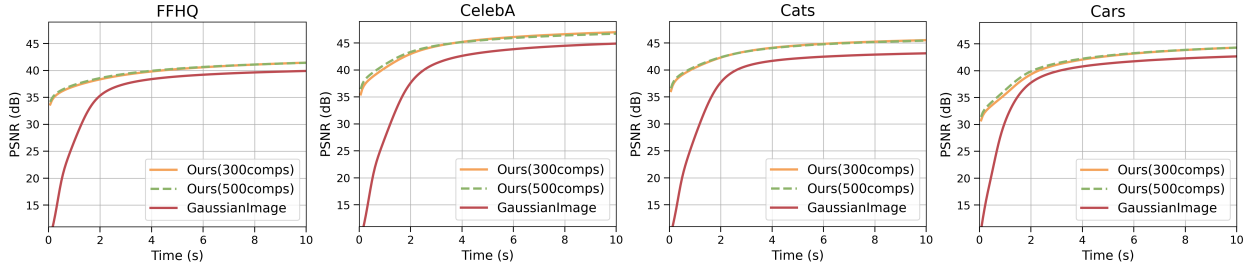 FFHQ
PSNR (dB)
45
40
35
30
25
20
15
Ours(300comps)
Ours(500comps)
GaussianImage
0 2 4 6 8 10
Time (s)
CelebA
PSNR (dB)
45
40
35
30
25
20
15
Ours(300comps)
Ours(500comps)
GaussianImage
0 2 4 6 8 10
Time (s)
Cats
PSNR (dB)
45
40
35
30
25
20
15
Ours(300comps)
Ours(500comps)
GaussianImage
0 2 4 6 8 10
Time (s)
Cars
PSNR (dB)
45
40
35
30
25
20
15
Ours(300comps)
Ours(500comps)
GaussianImage
0 2 4 6 8 10
Time (s)